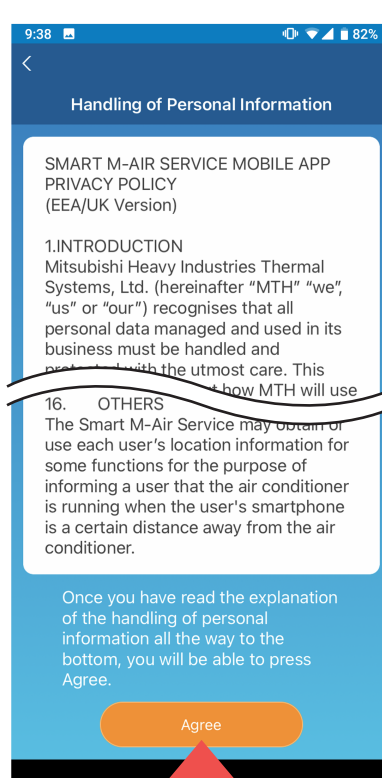 9:38 82%
Handling of Personal Information
SMART M-AIR SERVICE MOBILE APP
PRIVACY POLICY
(EEA/UK Version)
1.INTRODUCTION
Mitsubishi Heavy Industries Thermal
Systems, Ltd. (hereinafter “MTH” “we”,
“us” or “our”) recognises that all
personal data managed and used in its
business must be handled and
protected with the utmost care. This
how MTH will use
16. OTHERS
The Smart M-Air Service may obtain or
use each user’s location information for
some functions for the purpose of
informing a user that the air conditioner
is running when the user's smartphone
is a certain distance away from the air
conditioner.
Once you have read the explanation
of the handling of personal
information all the way to the
bottom, you will be able to press
Agree.
Agree